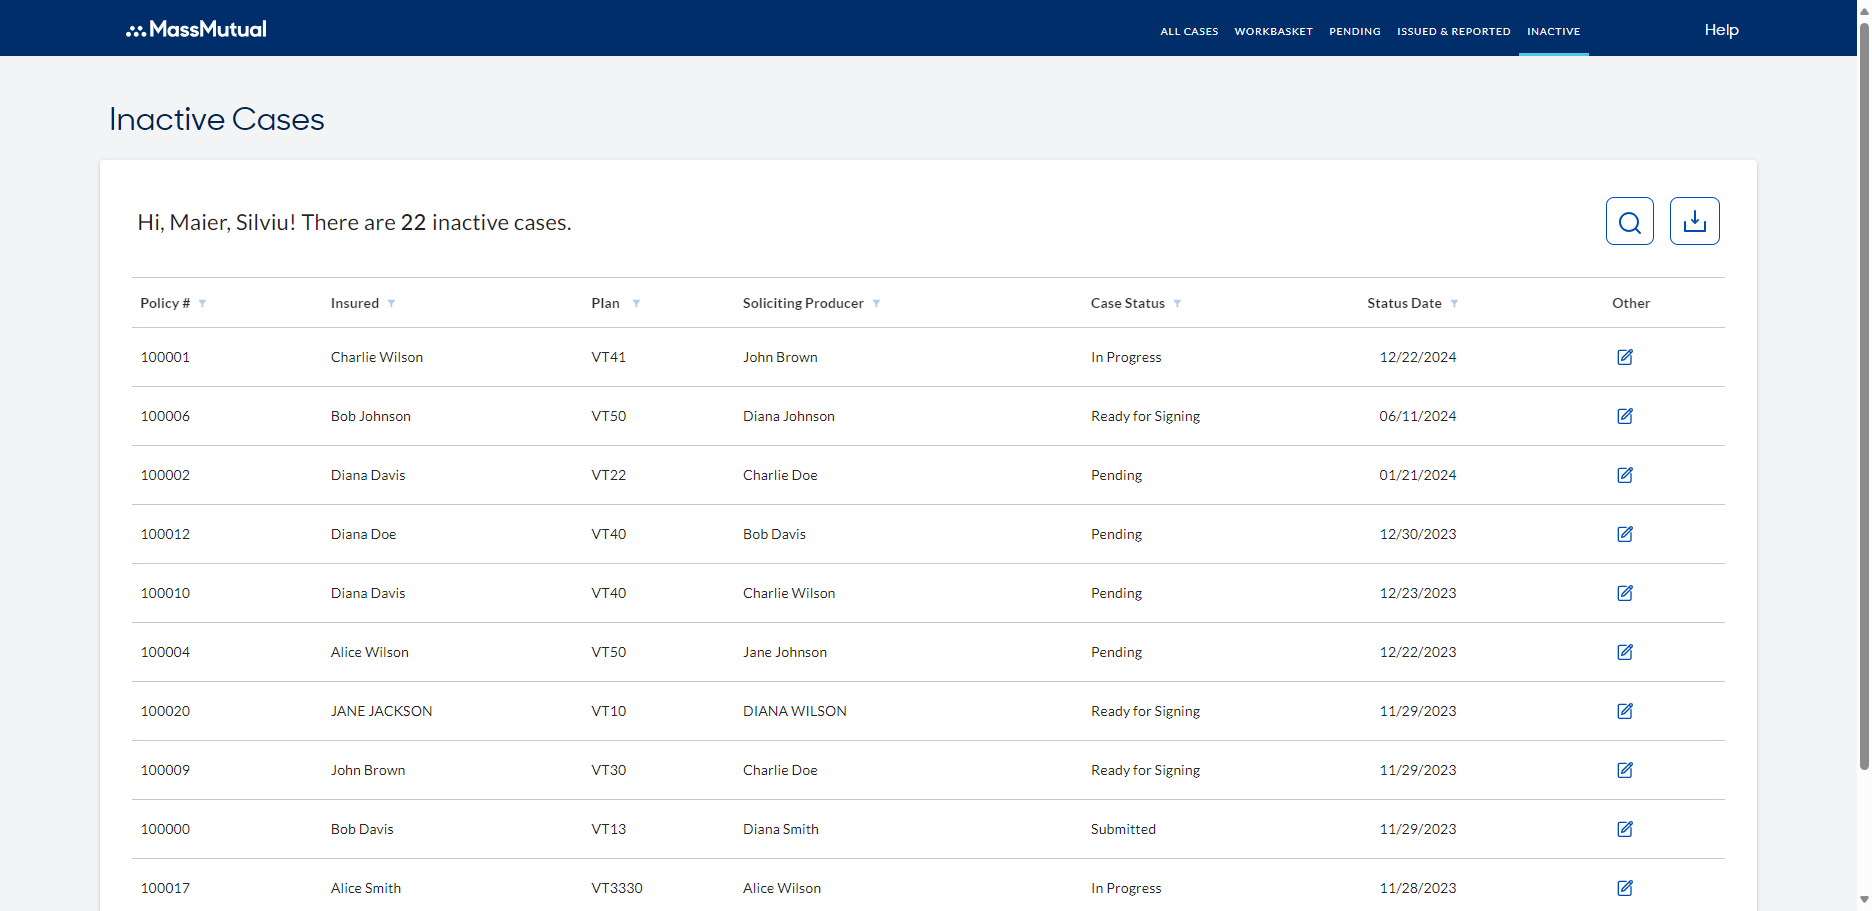 MassMutual
ALL CASES WORKBASKET PENDING ISSUED & REPORTED INACTIVE Help
Inactive Cases
Hi, Maier, Silviu! There are 22 inactive cases.
Policy # Insured Plan Soliciting Producer Case Status Status Date Other
100001 Charlie Wilson VT41 John Brown In Progress 12/22/2024
100006 Bob Johnson VT50 Diana Johnson Ready for Signing 06/11/2024
100002 Diana Davis VT22 Charlie Doe Pending 01/21/2024
100012 Diana Doe VT40 Bob Davis Pending 12/30/2023
100010 Diana Davis VT40 Charlie Wilson Pending 12/23/2023
100004 Alice Wilson VT50 Jane Johnson Pending 12/22/2023
100020 JANE JACKSON VT10 DIANA WILSON Ready for Signing 11/29/2023
100009 John Brown VT30 Charlie Doe Ready for Signing 11/29/2023
100000 Bob Davis VT13 Diana Smith Submitted 11/29/2023
100017 Alice Smith VT3330 Alice Wilson In Progress 11/28/2023